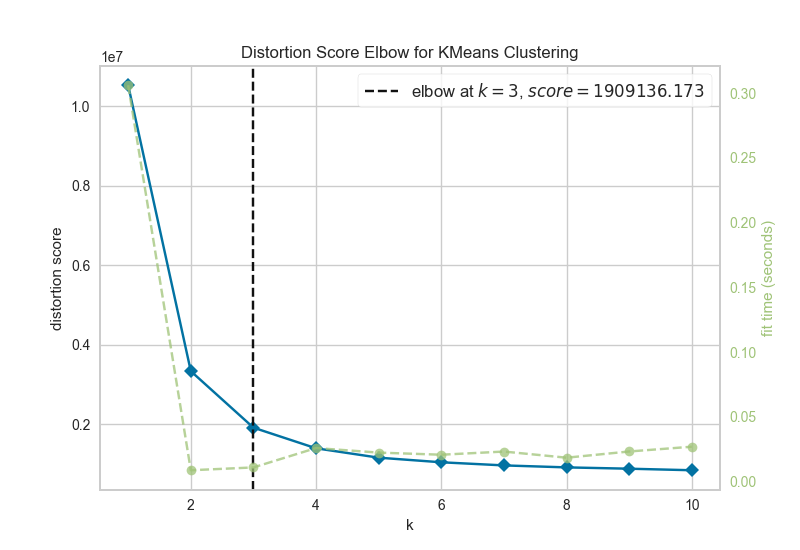 Distortion Score Elbow for KMeans Clustering
1e7
elbow at k = 3, score = 1909136.173
1.0
0.8
0.6
0.4
0.2
distortion score
0.30
0.25
0.20
0.15
0.10
0.05
0.00
fit time (seconds)
2 4 6 8 10
k